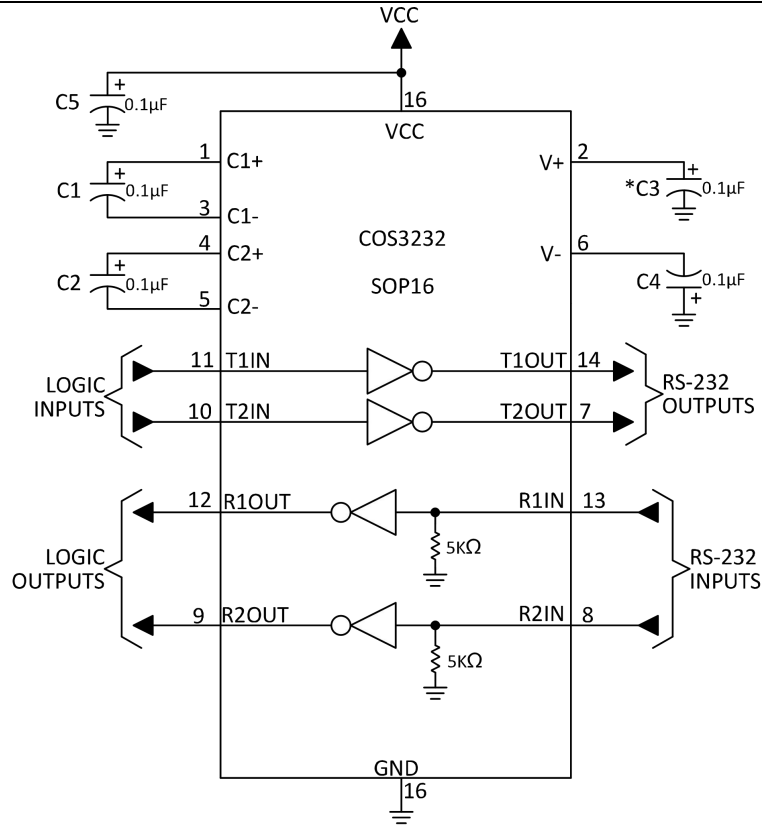 VCC
C5
+
0.1µF
16
VCC
1
C1+
C1
+
0.1µF
3
C1-
4
C2+
C2
+
0.1µF
5
C2-
COS3232
SOP16
V+
2
*C3
+
0.1µF
V-
6
C4
0.1µF
+
LOGIC
INPUTS
11
T1IN
T1OUT
14
10
T2IN
T2OUT
7
RS-232
OUTPUTS
LOGIC
OUTPUTS
12
R1OUT
R1IN
13
5KΩ
9
R2OUT
R2IN
8
5KΩ
RS-232
INPUTS
GND
16